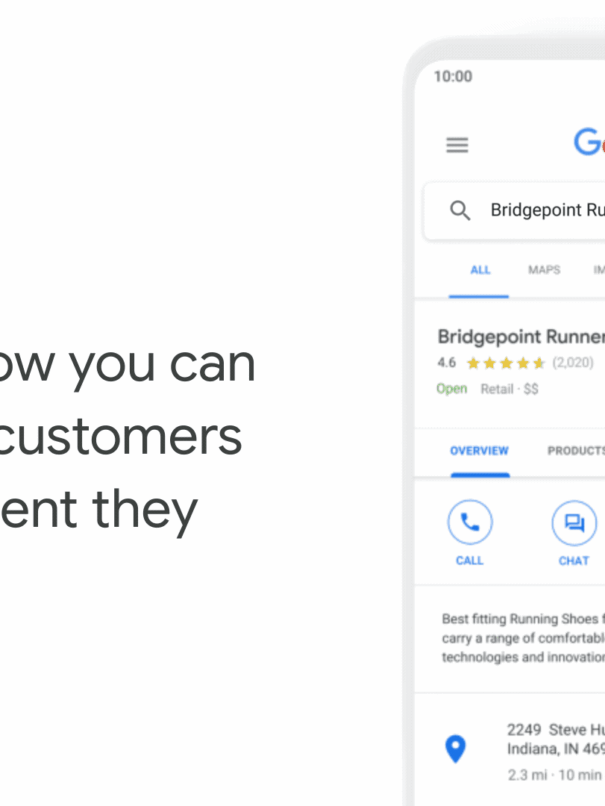 ow you can
customers
ent they
10:00
G
Bridgepoint Ru
ALL MAPS IM
Bridgepoint Runner
4.6 (2,020)
Open Retail · $$
OVERVIEW PRODUCTS
CALL CHAT
Best fitting Running Shoes f
carry a range of comfortabl
technologies and innovation
2249 Steve Hu
Indiana, IN 469
2.3 mi · 10 min